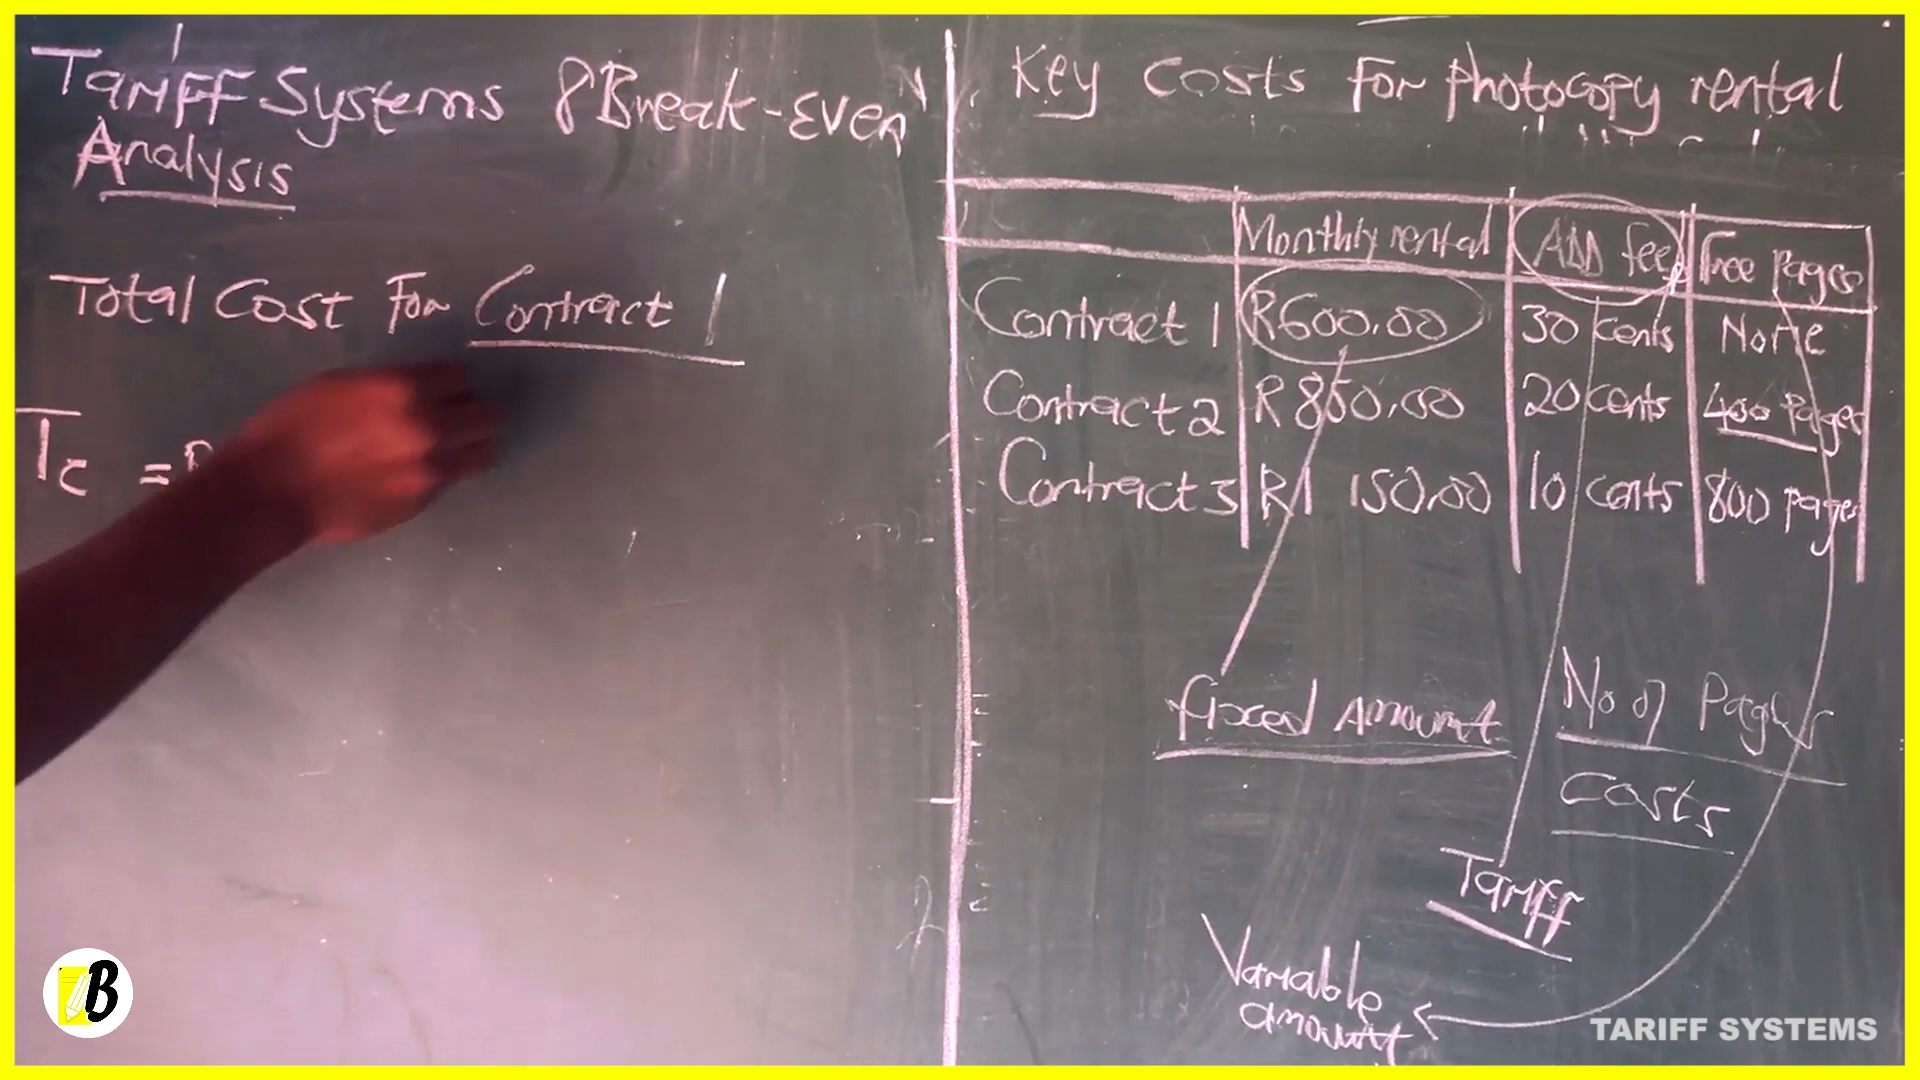 Tariff Systems & Break-Even
Analysis
Total Cost For Contract 1
Tc =
Key Costs For photocopy rental
Monthly rental ADD fee Free pages
Contract 1 R600.00 30 cents None
Contract 2 R850.00 20 cents 400 Pages
Contract 3 R1 150.00 10 cents 800 pages
fixed Amount
No of Pages
Costs
Tariff
Variable
amount
B
TARIFF SYSTEMS